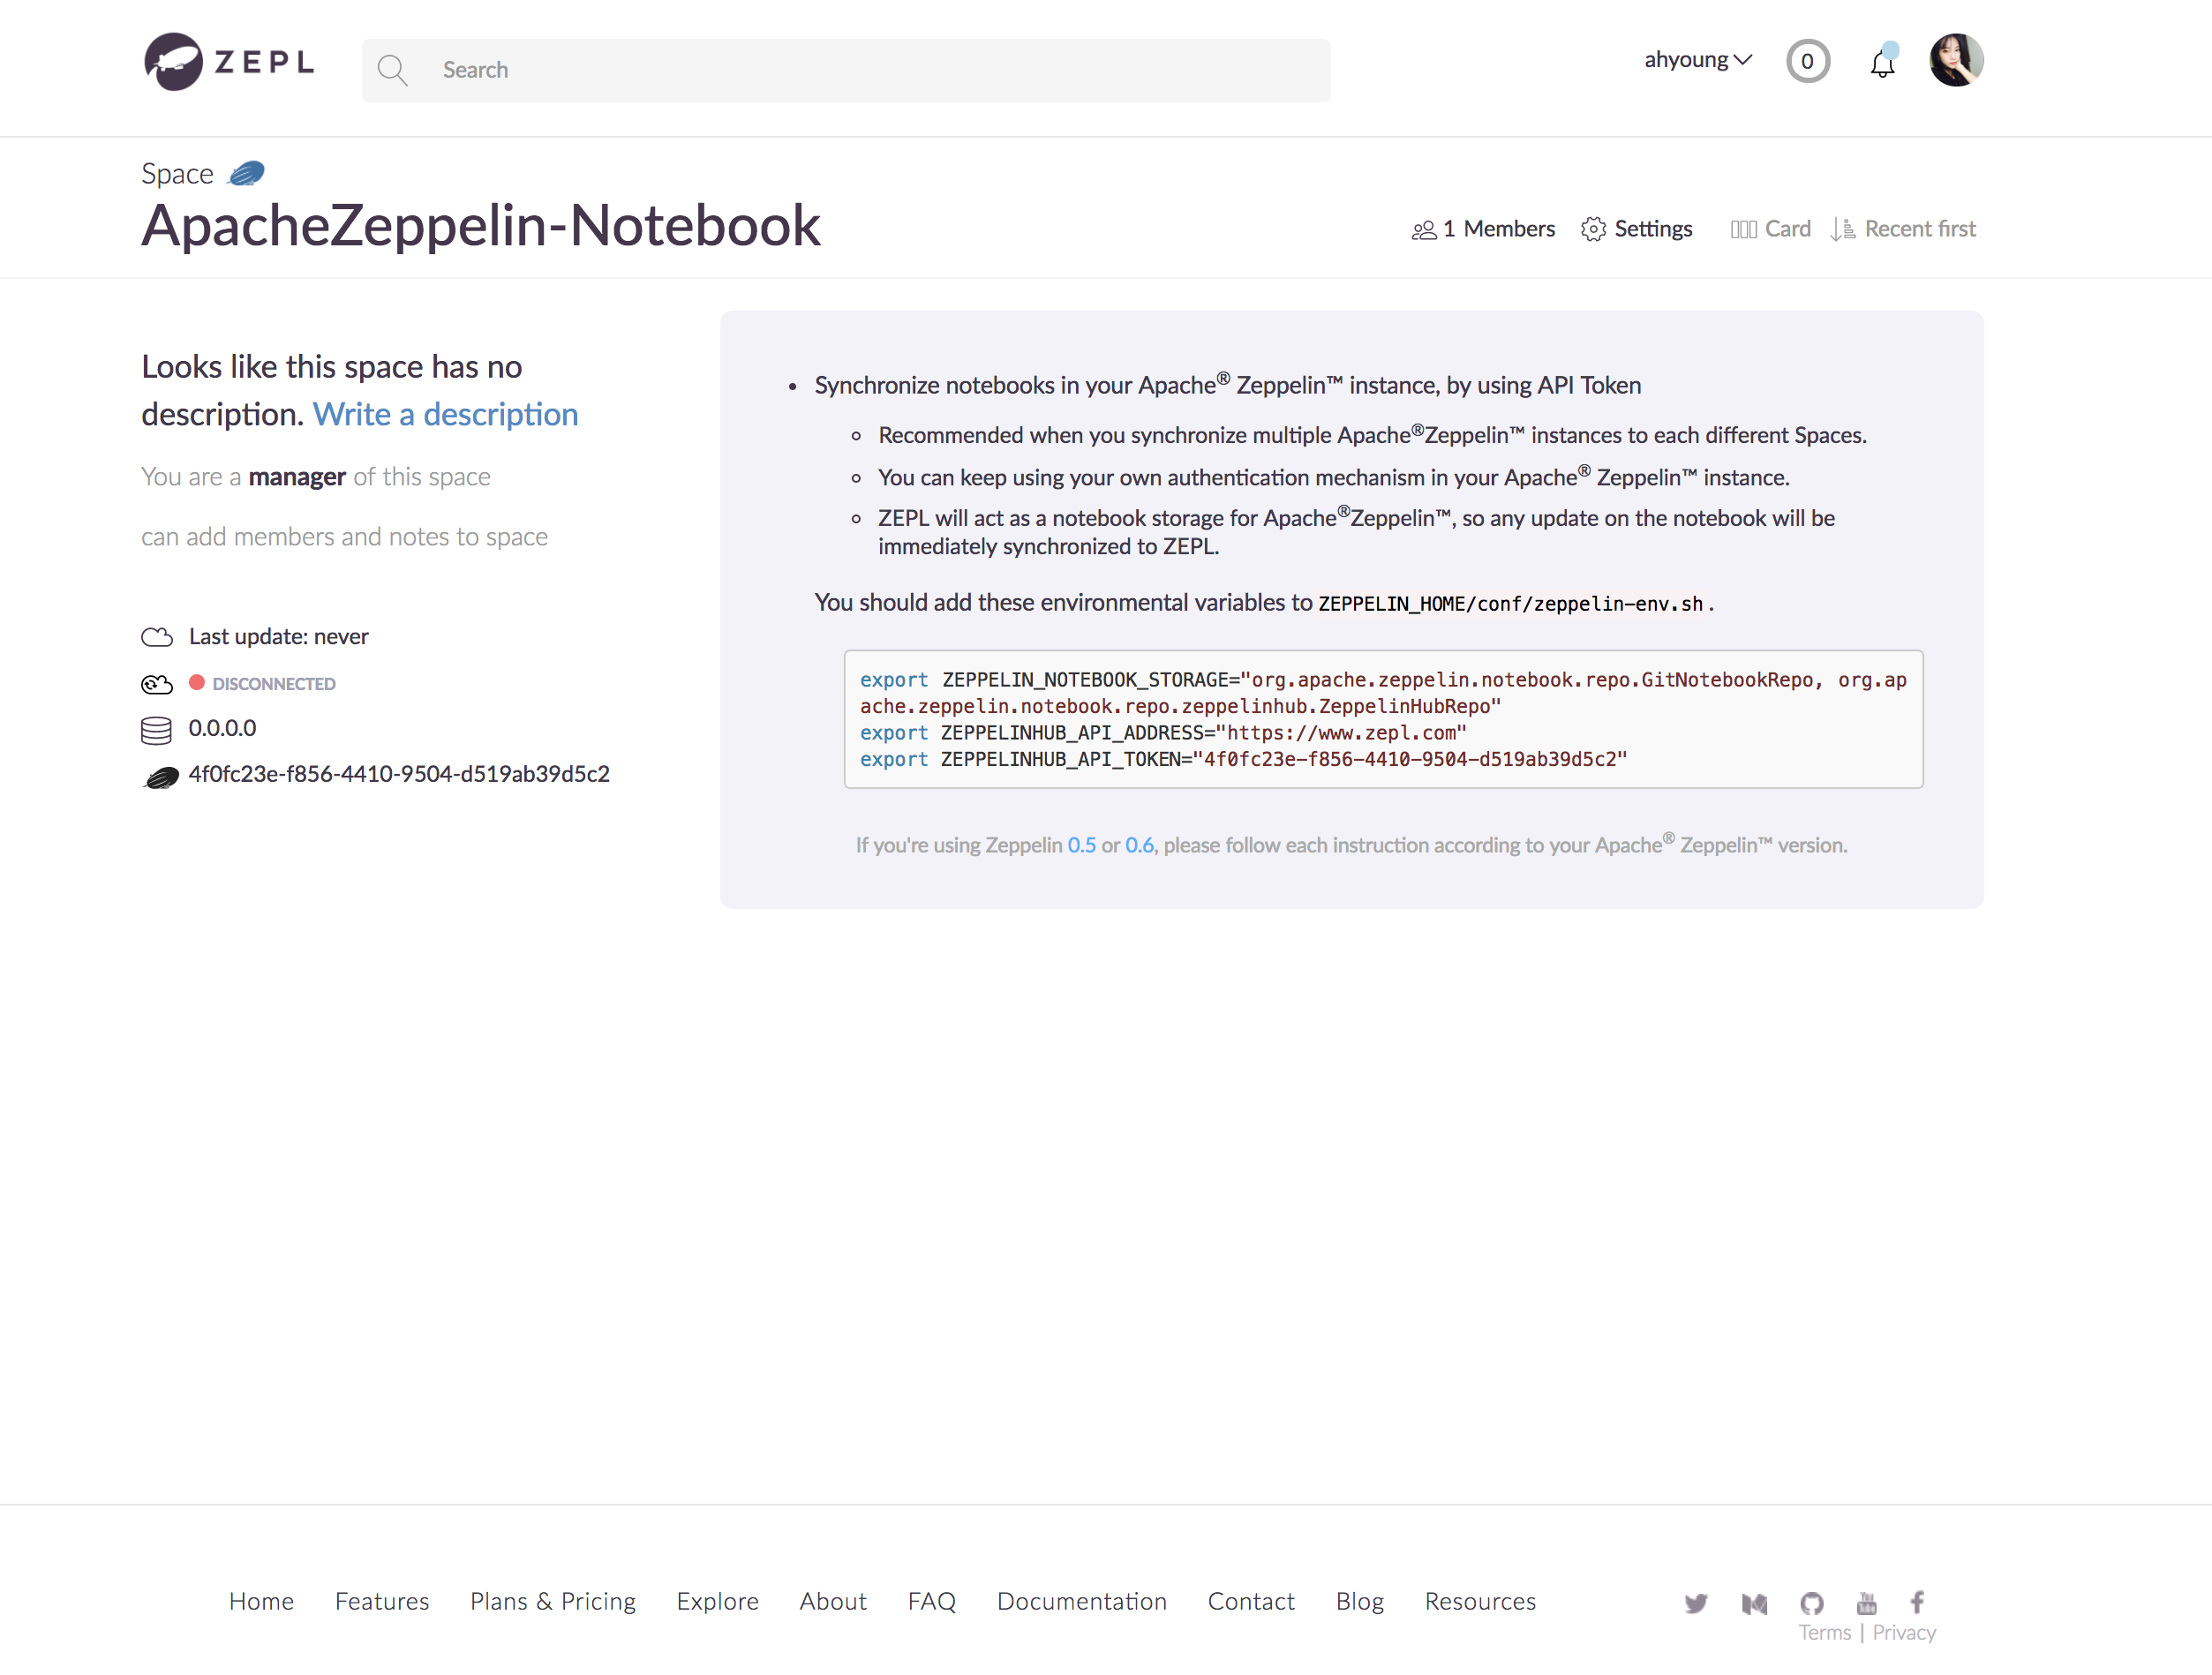 ZEPL
Search
ahyoung
0
Space
ApacheZeppelin-Notebook
1 Members
Settings
Card
Recent first
Looks like this space has no
description. Write a description
You are a manager of this space
can add members and notes to space
Last update: never
DISCONNECTED
0.0.0.0
4f0fc23e-f856-4410-9504-d519ab39d5c2
• Synchronize notebooks in your Apache® Zeppelin™ instance, by using API Token
Recommended when you synchronize multiple Apache®Zeppelin™ instances to each different Spaces.
You can keep using your own authentication mechanism in your Apache® Zeppelin™ instance.
ZEPL will act as a notebook storage for Apache®Zeppelin™, so any update on the notebook will be
immediately synchronized to ZEPL.
You should add these environmental variables to ZEPPELIN_HOME/conf/zeppelin-env.sh .
export ZEPPELIN_NOTEBOOK_STORAGE="org.apache.zeppelin.notebook.repo.GitNotebookRepo, org.ap
ache.zeppelin.notebook.repo.zeppelinhub.ZeppelinHubRepo"
export ZEPPELINHUB_API_ADDRESS="https://www.zepl.com"
export ZEPPELINHUB_API_TOKEN="4f0fc23e-f856-4410-9504-d519ab39d5c2"
If you're using Zeppelin 0.5 or 0.6, please follow each instruction according to your Apache® Zeppelin™ version.
Home Features Plans & Pricing Explore About FAQ Documentation Contact Blog Resources
Terms | Privacy